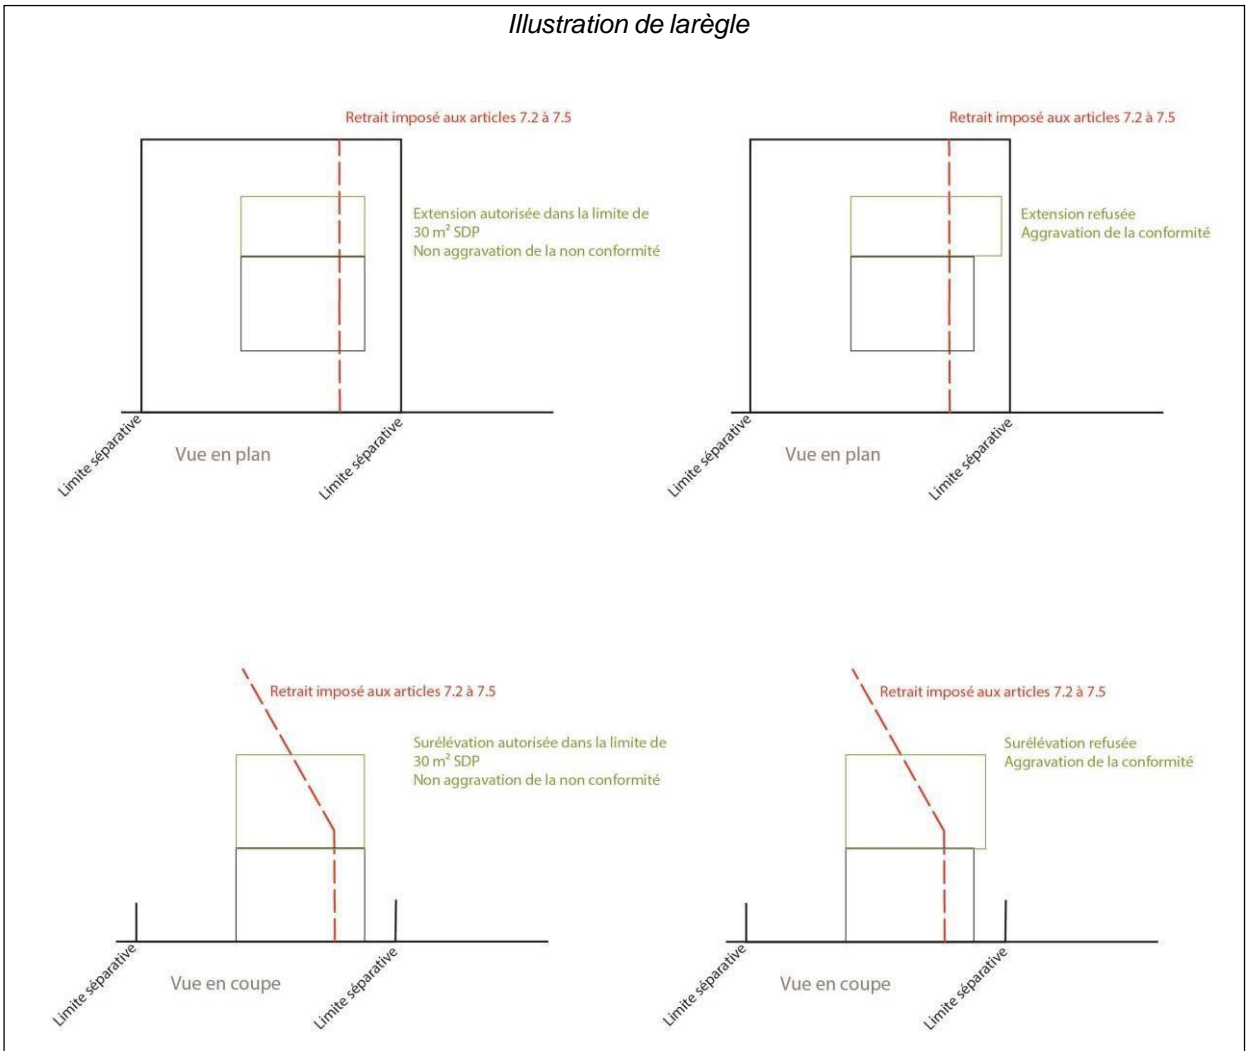 Illustration de larègle
Retrait imposé aux articles 7.2 à 7.5
Extension autorisée dans la limite de
30 m² SDP
Non aggravation de la non conformité
Limite séparative
Vue en plan
Limite séparative
Retrait imposé aux articles 7.2 à 7.5
Extension refusée
Aggravation de la conformité
Limite séparative
Vue en plan
Limite séparative
Retrait imposé aux articles 7.2 à 7.5
Surélévation autorisée dans la limite de
30 m² SDP
Non aggravation de la non conformité
Limite séparative
Vue en coupe
Limite séparative
Retrait imposé aux articles 7.2 à 7.5
Surélévation refusée
Aggravation de la conformité
Limite séparative
Vue en coupe
Limite séparative